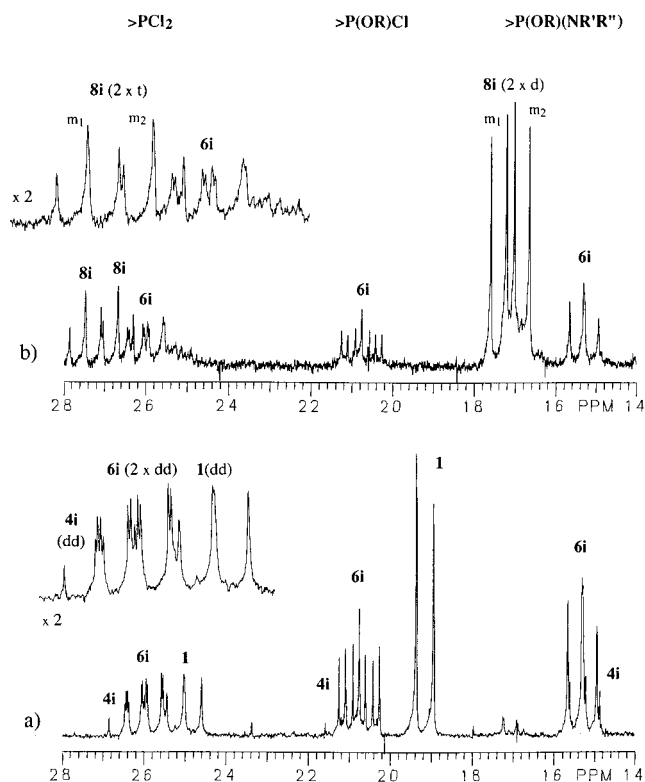 >PCl₂ >P(OR)Cl >P(OR)(NR'R")
8i (2 x t) 8i (2 x d)
m₁ m₂ m₁ m₂
6i
x 2
8i 8i 6i 6i 6i
b)
28 26 24 22 20 18 16 PPM 14
6i (2 x dd) 1(dd) 1
4i
(dd)
6i 6i
x 2
4i 6i 1 4i 4i
a)
28 26 24 22 20 18 16 PPM 14